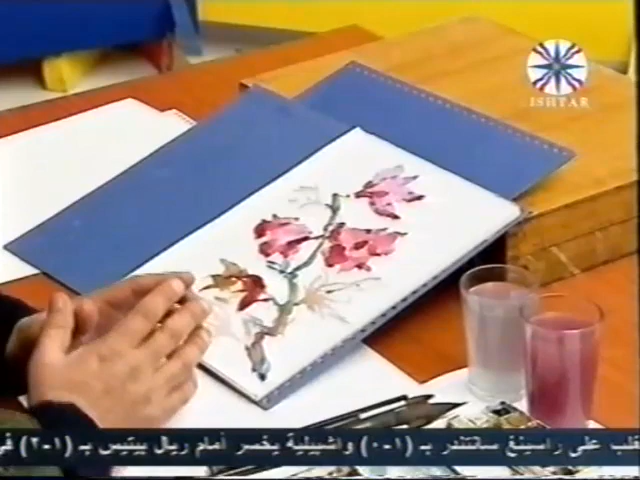 ISHTAR
قلب على راسينغ سانتندر بـ (١-٠) واشبيلية يخسر أمام ريال بيتيس بـ (١-٢) في